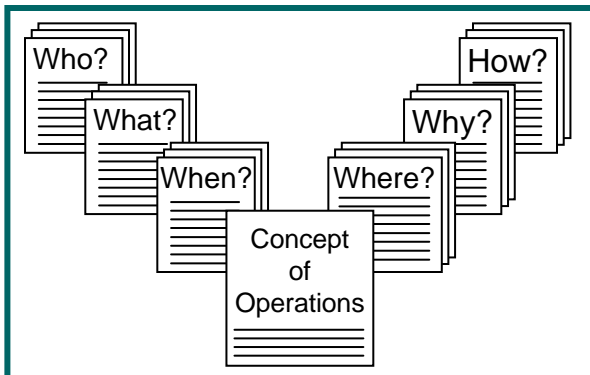 Who?
What?
When?
Concept
of
Operations
Where?
Why?
How?